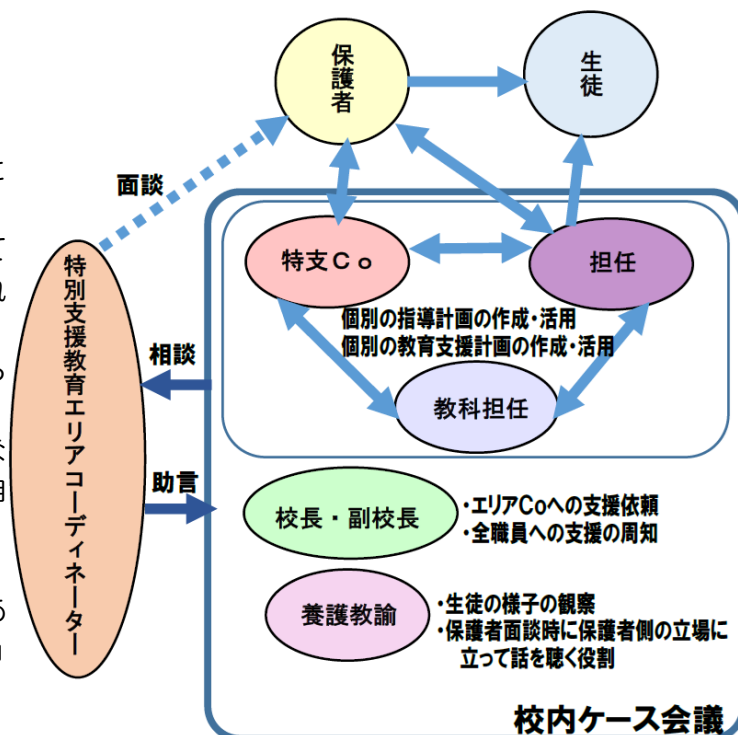 保護者
生徒
面談
特支Ｃｏ
担任
特別支援教育エリアコーディネーター
個別の指導計画の作成・活用
個別の教育支援計画の作成・活用
相談
教科担任
助言
校長・副校長
・エリアCoへの支援依頼
・全職員への支援の周知
養護教諭
・生徒の様子の観察
・保護者面談時に保護者側の立場に
立って話を聴く役割
校内ケース会議